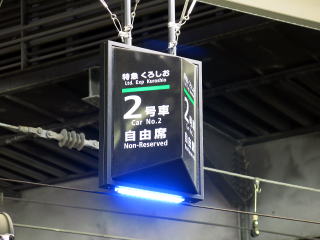 特急 くろしお
Ltd. Exp Kuroshio
2号車
Car No.2
自由席
Non-Reserved